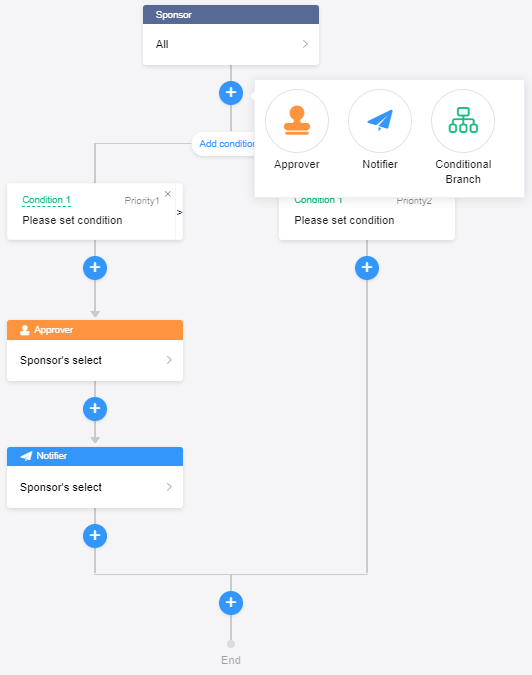 Sponsor
All
Approver
Notifier
Conditional
Branch
Add condition
Condition 1
Priority1
Please set condition
Condition 1
Priority2
Please set condition
Approver
Sponsor's select
Notifier
Sponsor's select
End